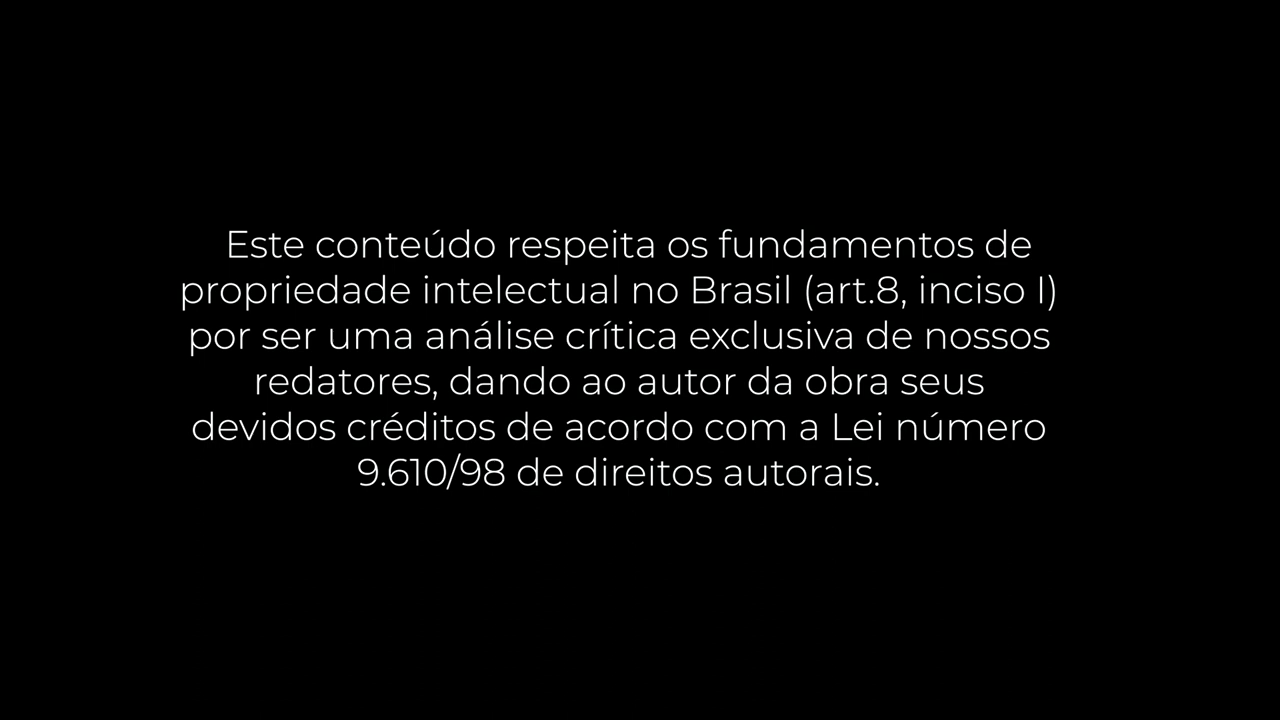 Este conteúdo respeita os fundamentos de
propriedade intelectual no Brasil (art.8, inciso I)
por ser uma análise crítica exclusiva de nossos
redatores, dando ao autor da obra seus
devidos créditos de acordo com a Lei número
9.610/98 de direitos autorais.